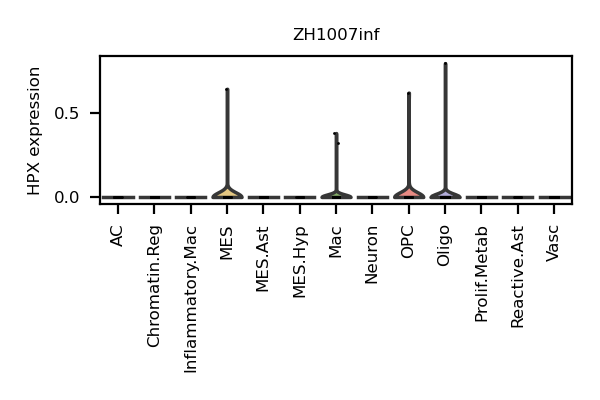 ZH1007inf
HPX expression
0.5
0.0
AC
Chromatin.Reg
Inflammatory.Mac
MES
MES.Ast
MES.Hyp
Mac
Neuron
OPC
Oligo
Prolif.Metab
Reactive.Ast
Vasc